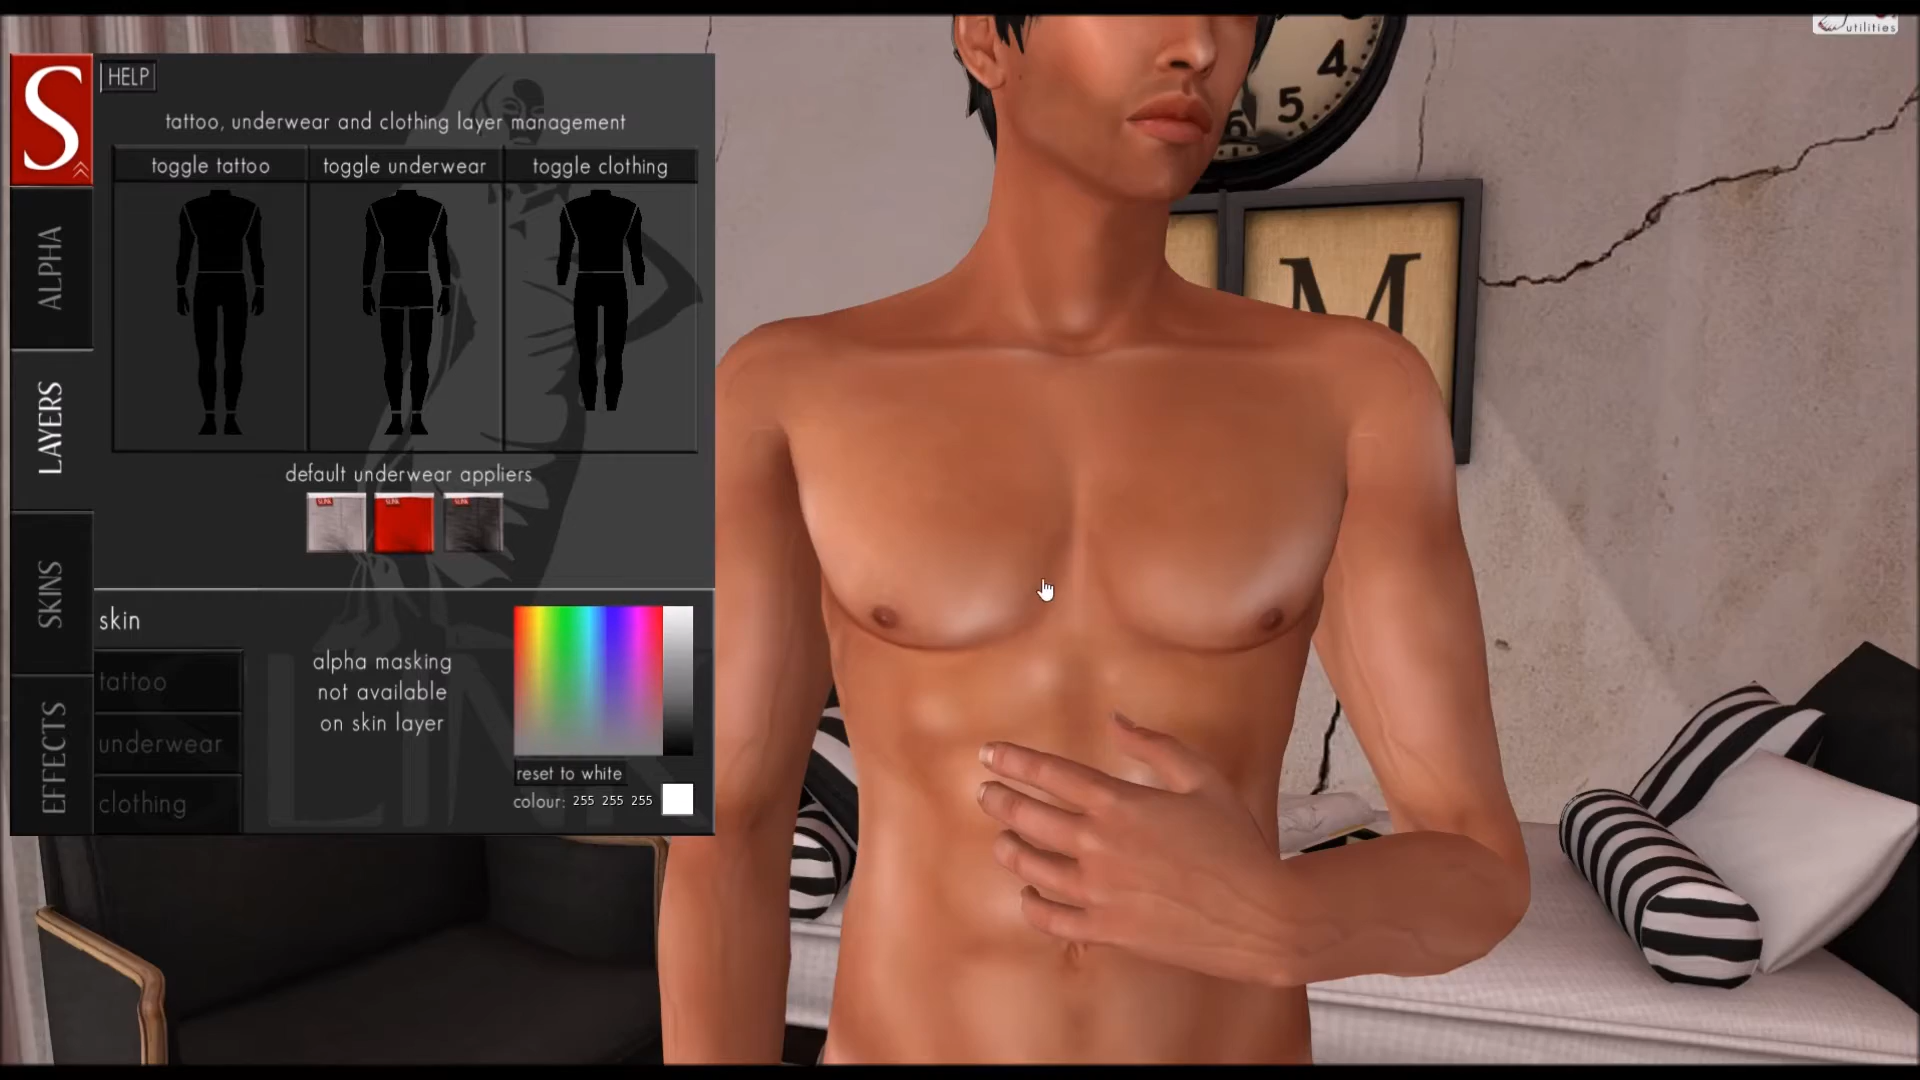 utilities
S
HELP
tattoo, underwear and clothing layer management
toggle tattoo toggle underwear toggle clothing
ALPHA
LAYERS
SKINS
EFFECTS
default underwear appliers
skin
tattoo
underwear
clothing
alpha masking
not available
on skin layer
reset to white
colour: 255 255 255
4
5
6
M